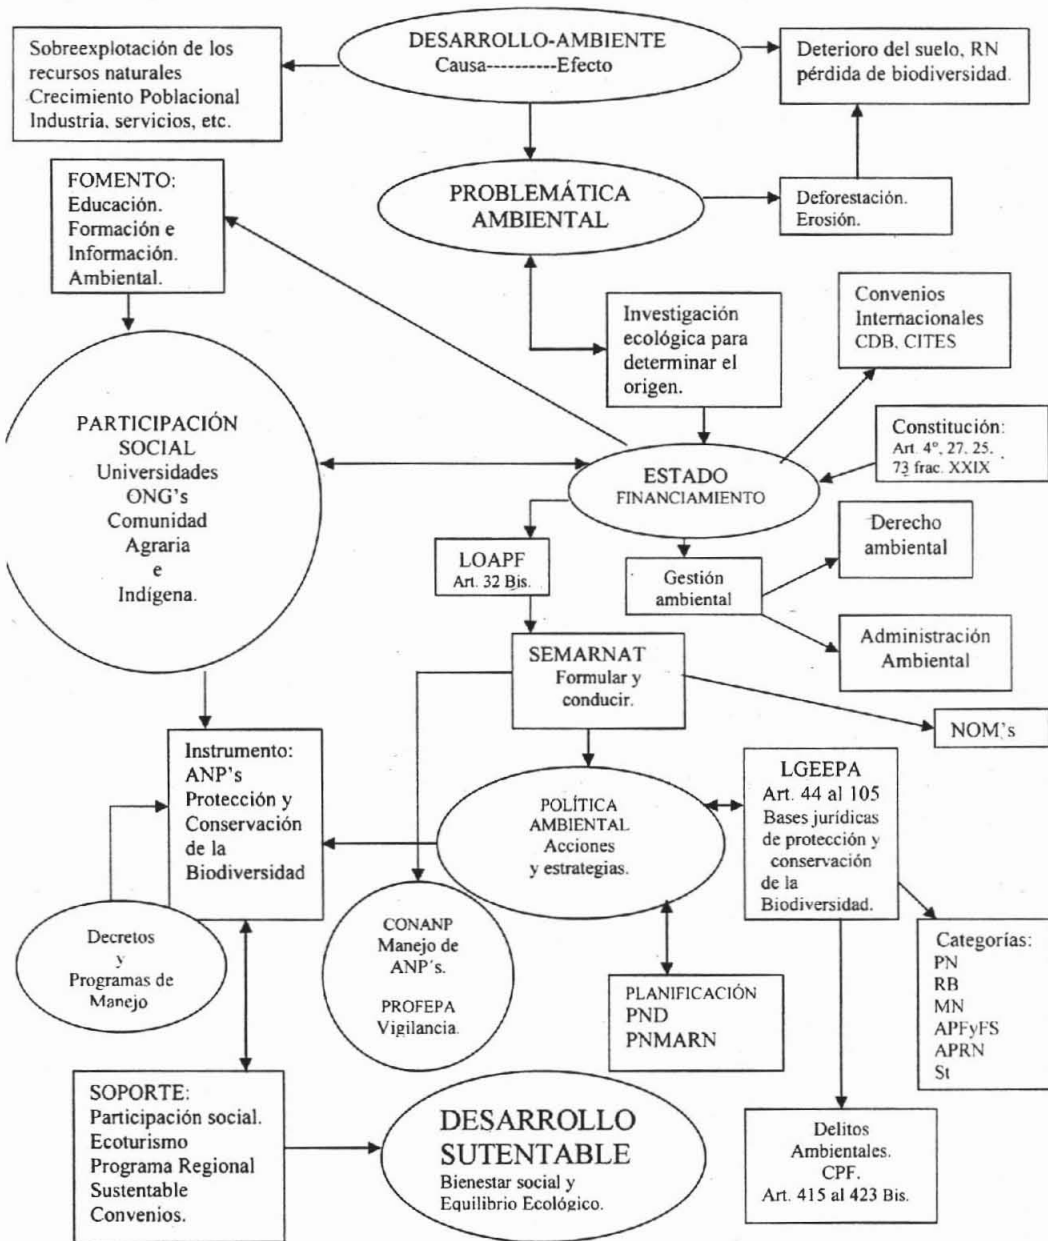 DESARROLLO-AMBIENTE
Causa----------Efecto
Sobreexplotación de los
recursos naturales
Crecimiento Poblacional
Industria, servicios, etc.
Deterioro del suelo, RN
pérdida de biodiversidad.
FOMENTO:
Educación.
Formación e
Información.
Ambiental.
PROBLEMÁTICA
AMBIENTAL
Deforestación.
Erosión.
Investigación
ecológica para
determinar el
origen.
Convenios
Internacionales
CDB, CITES
PARTICIPACIÓN
SOCIAL
Universidades
ONG's
Comunidad
Agraria
e
Indígena.
ESTADO
FINANCIAMIENTO
Constitución:
Art. 4º, 27, 25,
73 frac. XXIX
LOAPF
Art. 32 Bis.
Gestión
ambiental
Derecho
ambiental
Administración
Ambiental
SEMARNAT
Formular y
conducir.
NOM's
Instrumento:
ANP's
Protección y
Conservación
de la
Biodiversidad
POLÍTICA
AMBIENTAL
Acciones
y estrategias.
LGEEPA
Art. 44 al 105
Bases jurídicas
de protección y
conservación
de la
Biodiversidad.
Decretos
y
Programas de
Manejo
CONANP
Manejo de
ANP´s.
PROFEPA
Vigilancia.
PLANIFICACIÓN
PND
PNMARN
Categorías:
PN
RB
MN
APFyFS
APRN
St
SOPORTE:
Participación social.
Ecoturismo
Programa Regional
Sustentable
Convenios.
DESARROLLO
SUTENTABLE
Bienestar social y
Equilibrio Ecológico.
Delitos
Ambientales.
CPF.
Art. 415 al 423 Bis.